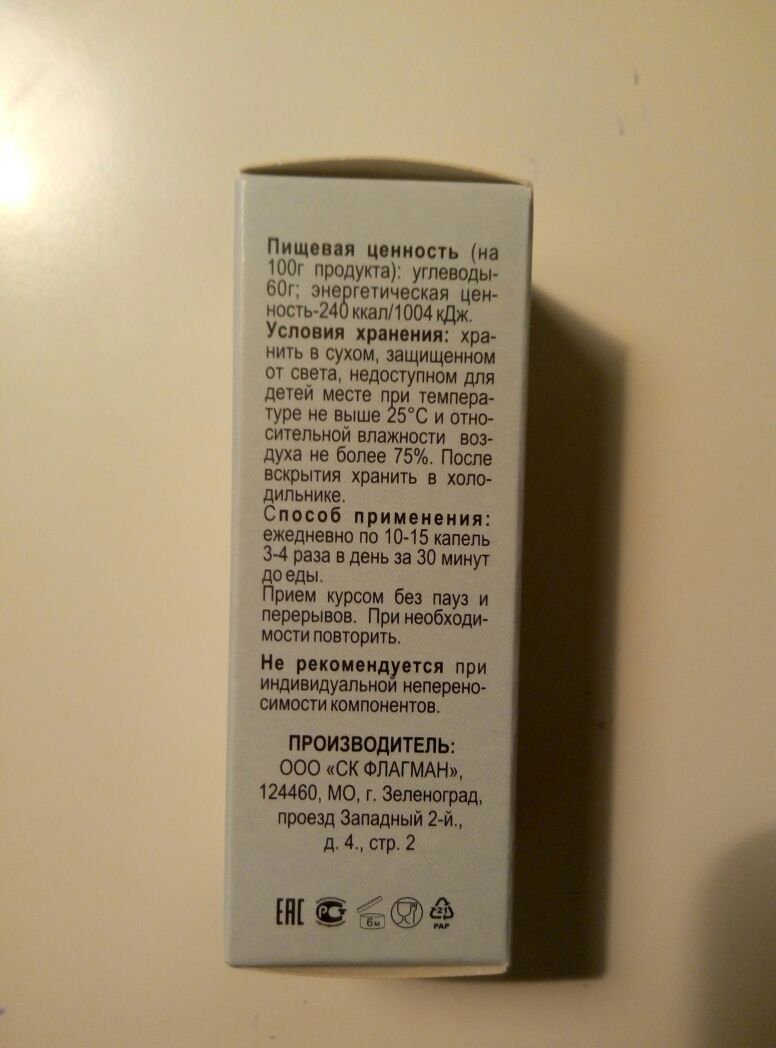 Пищевая ценность (на
100г продукта): углеводы-
60г; энергетическая цен-
ность-240 ккал/1004 кДж.
Условия хранения: хра-
нить в сухом, защищенном
от света, недоступном для
детей месте при темпера-
туре не выше 25°С и отно-
сительной влажности воз-
духа не более 75%. После
вскрытия хранить в холо-
дильнике.
Способ применения:
ежедневно по 10-15 капель
3-4 раза в день за 30 минут
до еды.
Прием курсом без пауз и
перерывов. При необходи-
мости повторить.
Не рекомендуется при
индивидуальной неперено-
симости компонентов.
ПРОИЗВОДИТЕЛЬ:
ООО «СК ФЛАГМАН»,
124460, МО, г. Зеленоград,
проезд Западный 2-й.,
д. 4., стр. 2
ЕАС РСТ 6м 21
PAP